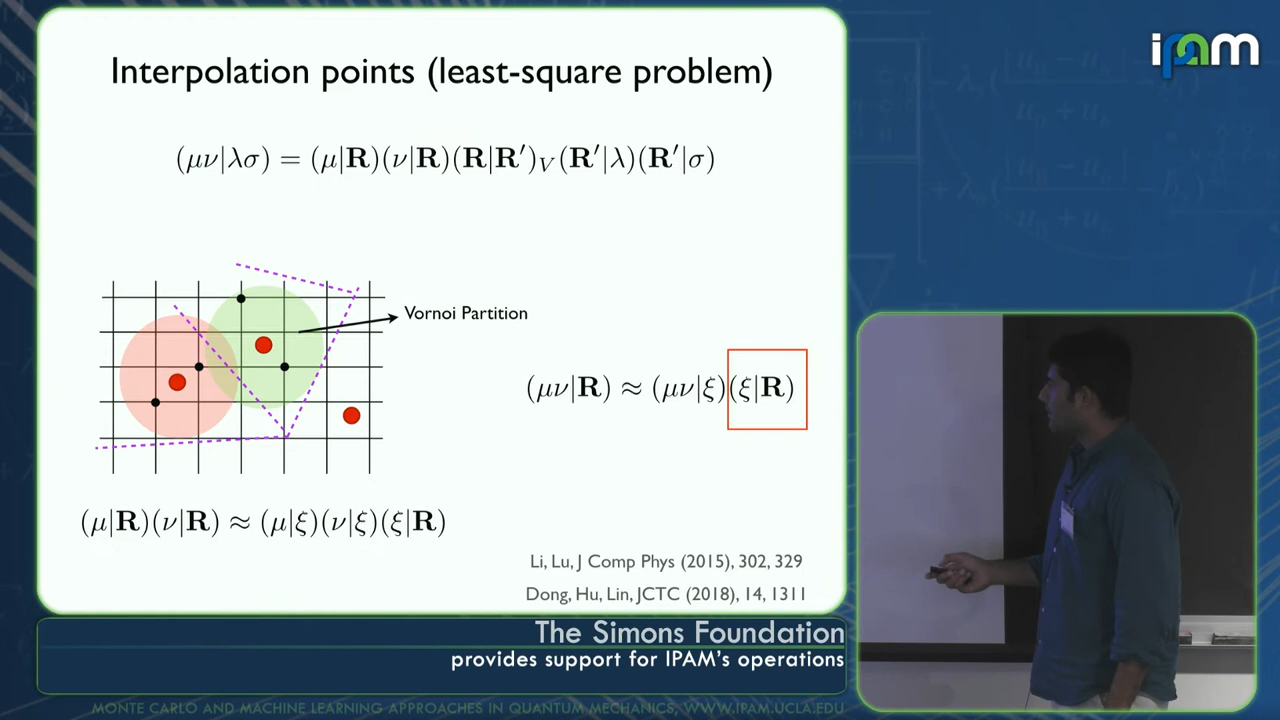 ipam
Interpolation points (least-square problem)
(μν|λσ) = (μ|R)(ν|R)(R|R′)V(R′|λ)(R′|σ)
Vornoi Partition
(μν|R) ≈ (μν|ξ)(ξ|R)
(μ|R)(ν|R) ≈ (μ|ξ)(ν|ξ)(ξ|R)
Li, Lu, J Comp Phys (2015), 302, 329
Dong, Hu, Lin, JCTC (2018), 14, 1311
The Simons Foundation
provides support for IPAM's operations
MONTE CARLO AND MACHINE LEARNING APPROACHES IN QUANTUM MECHANICS, WWW.IPAM.UCLA.EDU